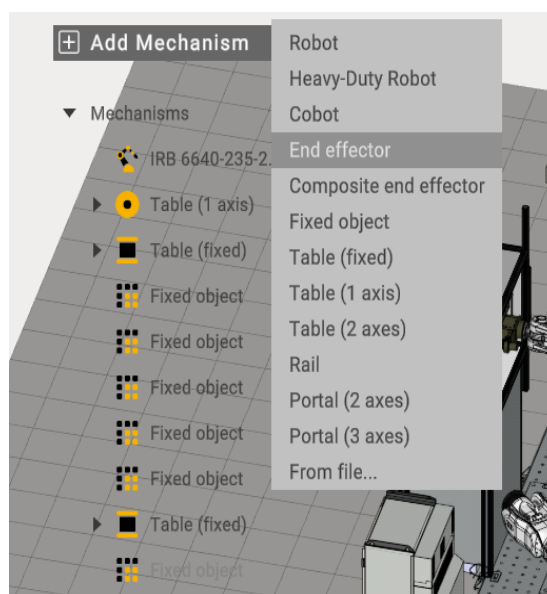 Add Mechanism
Mechanisms
IRB 6640-235-2.
Table (1 axis)
Table (fixed)
Fixed object
Fixed object
Fixed object
Fixed object
Fixed object
Table (fixed)
Fixed object
Robot
Heavy-Duty Robot
Cobot
End effector
Composite end effector
Fixed object
Table (fixed)
Table (1 axis)
Table (2 axes)
Rail
Portal (2 axes)
Portal (3 axes)
From file...